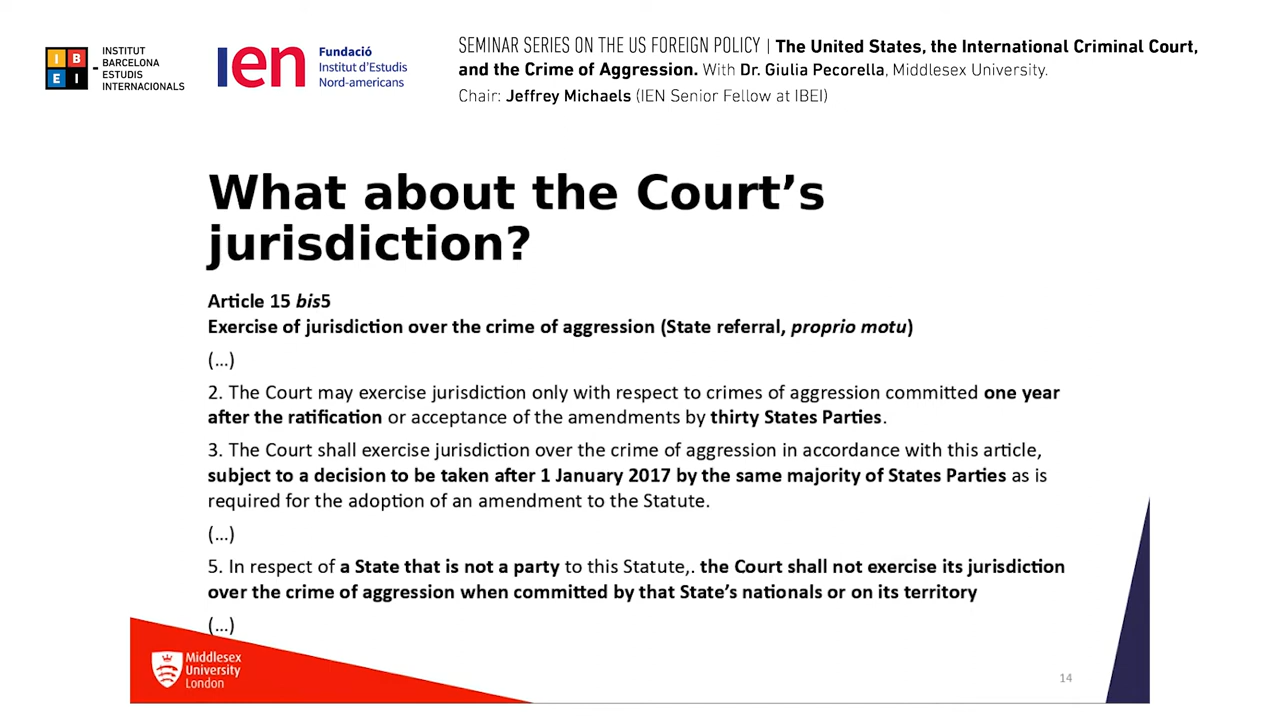 I B
E I
INSTITUT
BARCELONA
ESTUDIS
INTERNACIONALS
ien
Fundació
Institut d'Estudis
Nord-americans
SEMINAR SERIES ON THE US FOREIGN POLICY | The United States, the International Criminal Court,
and the Crime of Aggression. With Dr. Giulia Pecorella, Middlesex University.
Chair: Jeffrey Michaels (IEN Senior Fellow at IBEI)
What about the Court’s
jurisdiction?
Article 15 bis5
Exercise of jurisdiction over the crime of aggression (State referral, proprio motu)
(...)
2. The Court may exercise jurisdiction only with respect to crimes of aggression committed one year
after the ratification or acceptance of the amendments by thirty States Parties.
3. The Court shall exercise jurisdiction over the crime of aggression in accordance with this article,
subject to a decision to be taken after 1 January 2017 by the same majority of States Parties as is
required for the adoption of an amendment to the Statute.
(...)
5. In respect of a State that is not a party to this Statute,. the Court shall not exercise its jurisdiction
over the crime of aggression when committed by that State’s nationals or on its territory
(...)
Middlesex
University
London
14